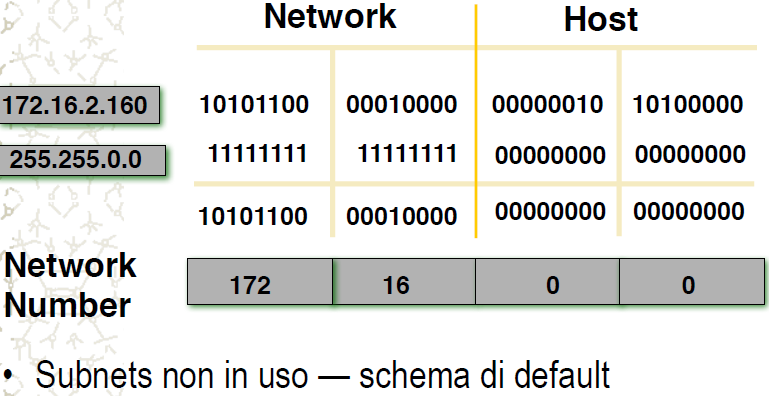 Network Host
172.16.2.160 10101100 00010000 00000010 10100000
255.255.0.0 11111111 11111111 00000000 00000000
10101100 00010000 00000000 00000000
Network
Number
172 16 0 0
• Subnets non in uso — schema di default